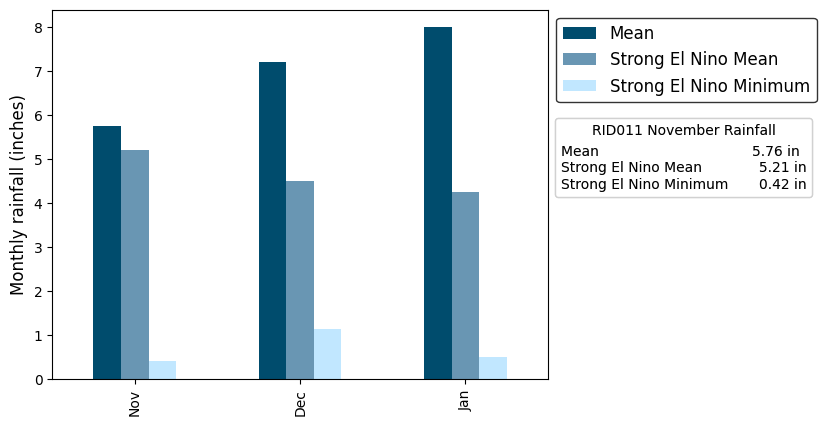 Monthly rainfall (inches)
8
7
6
5
4
3
2
1
0
Nov
Dec
Jan
Mean
Strong El Nino Mean
Strong El Nino Minimum
RID011 November Rainfall
Mean 5.76 in
Strong El Nino Mean 5.21 in
Strong El Nino Minimum 0.42 in